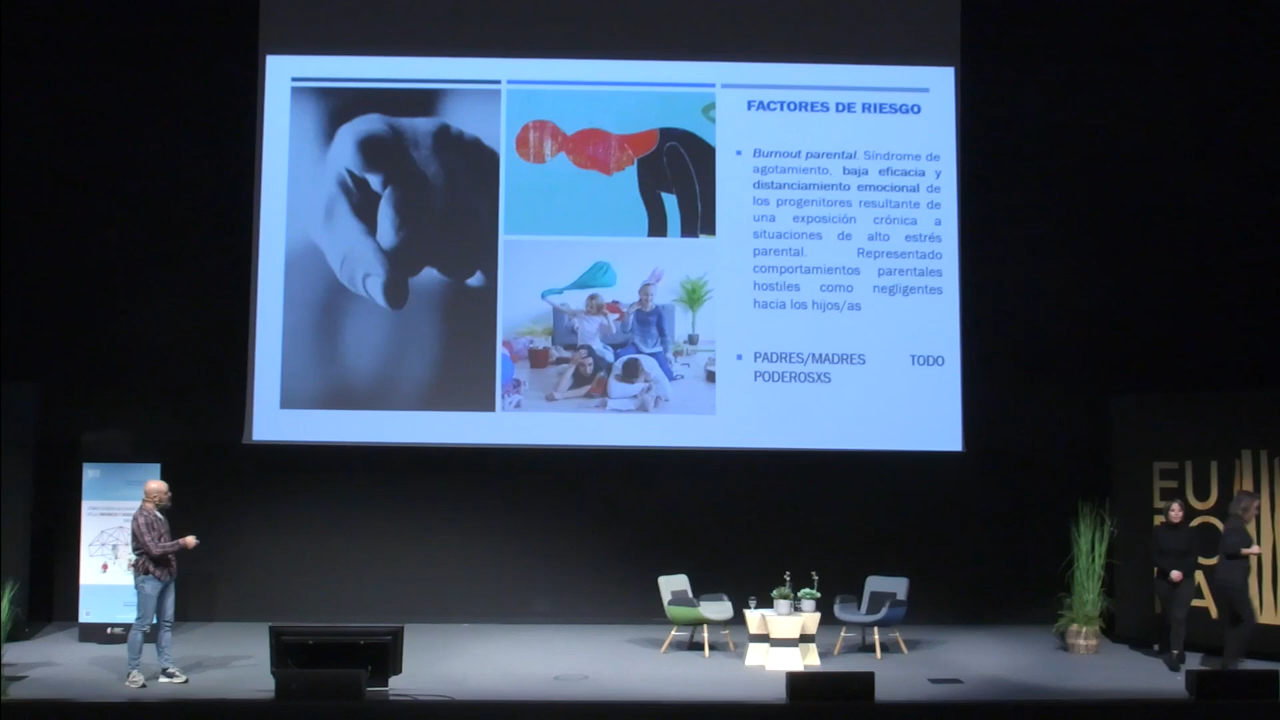 FACTORES DE RIESGO
Burnout parental. Síndrome de
agotamiento, baja eficacia y
distanciamiento emocional de
los progenitores resultante de
una exposición crónica a
situaciones de alto estrés
parental. Representado
comportamientos parentales
hostiles como negligentes
hacia los hijos/as
PADRES/MADRES TODO
PODEROSXS
EU